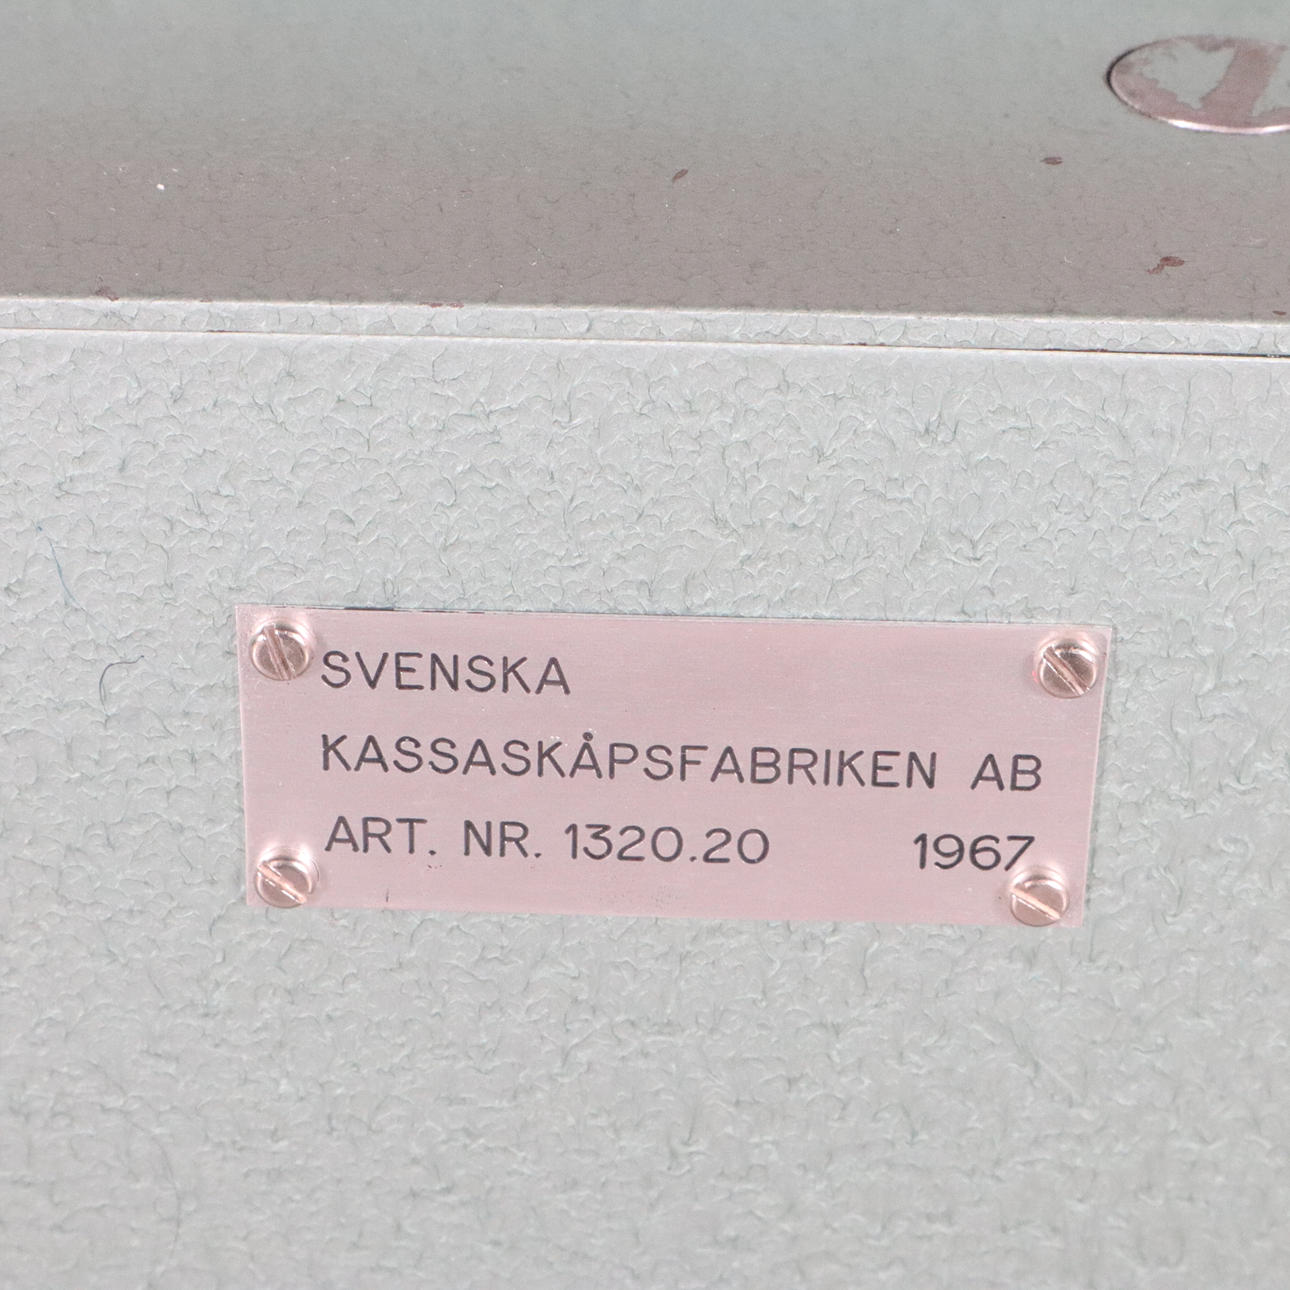 SVENSKA
KASSASKÅPSFABRIKEN AB
ART. NR. 1320.20 1967